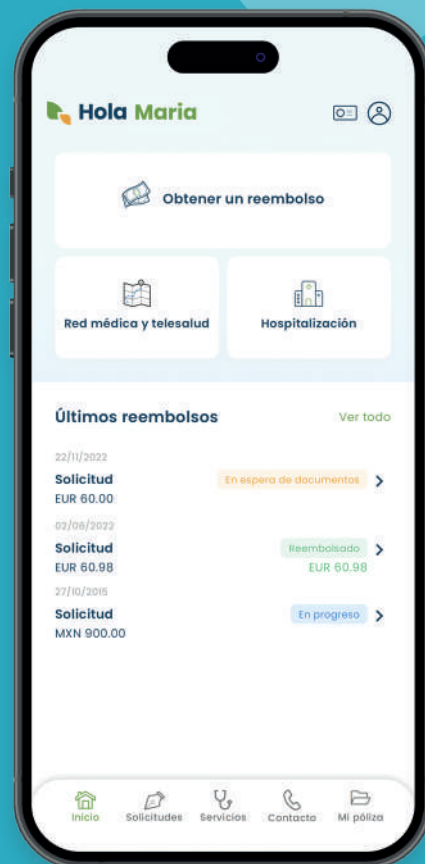 Hola Maria
Obtener un reembolso
Red médica y telesalud
Hospitalización
Últimos reembolsos
Ver todo
22/11/2022
Solicitud
En espera de documentos
EUR 60.00
02/06/2022
Solicitud
Reembolsado
EUR 60.98
EUR 60.98
27/10/2015
Solicitud
En progreso
MXN 900.00
Inicio
Solicitudes
Servicios
Contacto
Mi póliza